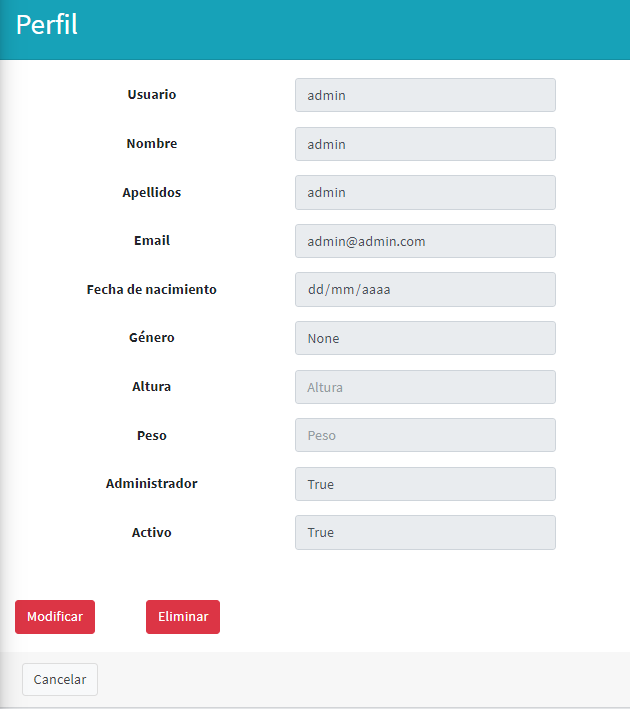 Perfil
Usuario admin
Nombre admin
Apellidos admin
Email admin@admin.com
Fecha de nacimiento dd/mm/aaaa
Género None
Altura Altura
Peso Peso
Administrador True
Activo True
Modificar Eliminar
Cancelar